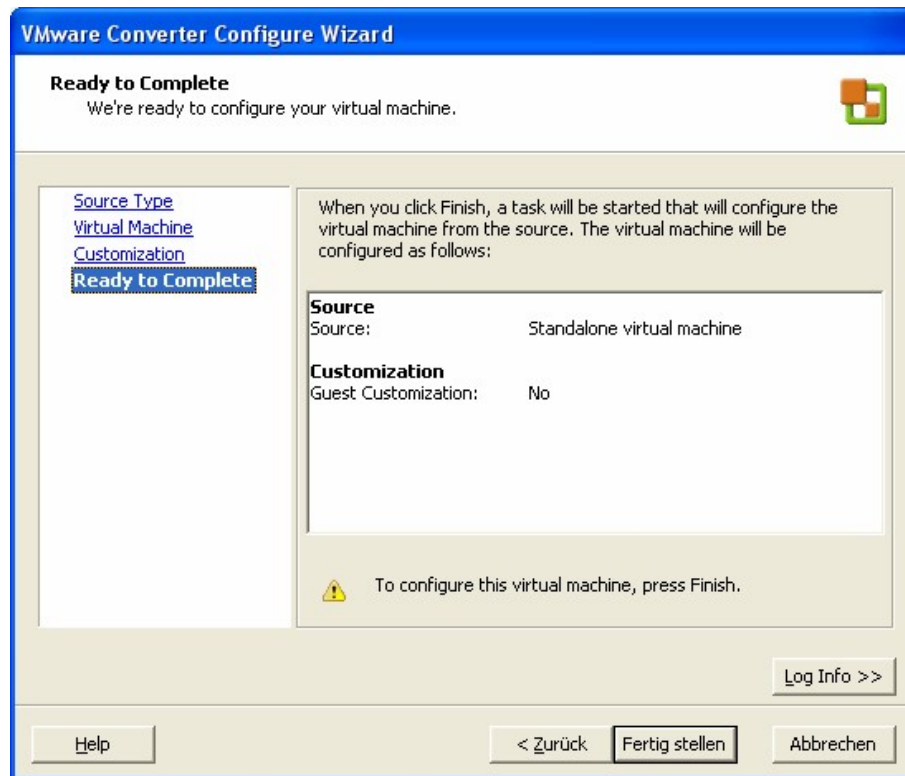 VMware Converter Configure Wizard
Ready to Complete
We're ready to configure your virtual machine.
Source Type
Virtual Machine
Customization
Ready to Complete
When you click Finish, a task will be started that will configure the
virtual machine from the source. The virtual machine will be
configured as follows:
Source
Source: Standalone virtual machine
Customization
Guest Customization: No
To configure this virtual machine, press Finish.
Log Info >>
Help
< Zurück
Fertig stellen
Abbrechen